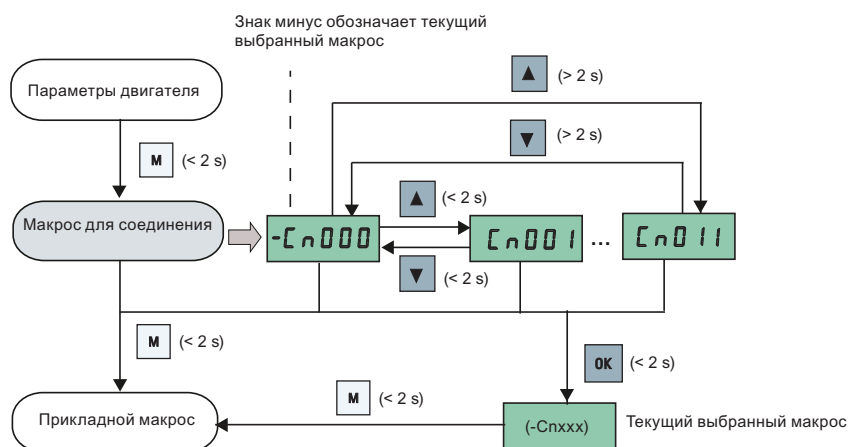 Знак минус обозначает текущий
выбранный макрос
Параметры двигателя
(> 2 s)
(> 2 s)
M (< 2 s)
(< 2 s)
Макрос для соединения
-Cn000
Cn001
...
Cn011
(< 2 s)
M (< 2 s)
OK (< 2 s)
M (< 2 s)
Прикладной макрос
(-Cnxxx)
Текущий выбранный макрос